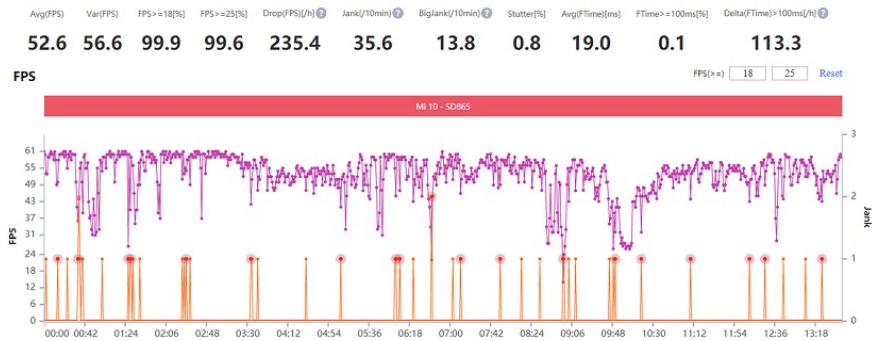 Avg(FPS) Var(FPS) FPS>=18[%] FPS>=25[%] Drop(FPS)[/h] ? Jank(/10min) ? BigJank(/10min) ? Stutter[%] Avg(FTime)[ms] FTime>=100ms[%] Delta(FTime)>100ms[/h] ?
52.6 56.6 99.9 99.6 235.4 35.6 13.8 0.8 19.0 0.1 113.3
FPS FPS(>=) 18 25 Reset
Mi 10 - SD865
3
61
55
49 2
43
37
FPS 31 Jank
24 1
18
12
6
0 0
00:00 00:42 01:24 02:06 02:48 03:30 04:12 04:54 05:36 06:18 07:00 07:42 08:24 09:06 09:48 10:30 11:12 11:54 12:36 13:18